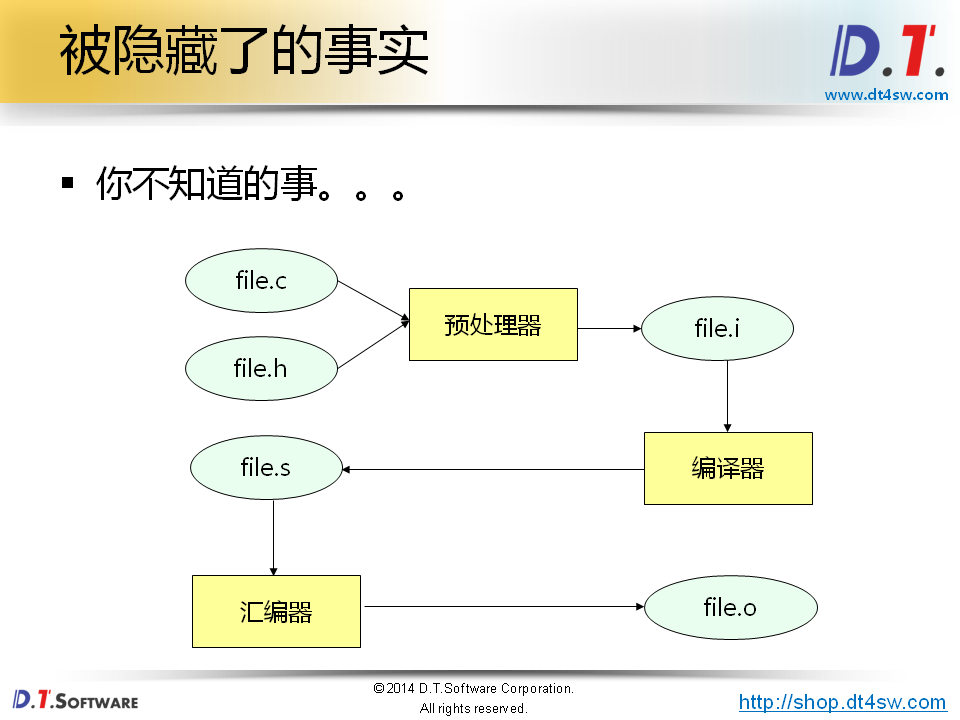 被隐藏了的事实
D.T.
www.dt4sw.com
▪ 你不知道的事。。。
file.c
预处理器
file.i
file.h
file.s
编译器
汇编器
file.o
D.T.SOFTWARE
©2014 D.T.Software Corporation.
All rights reserved.
http://shop.dt4sw.com